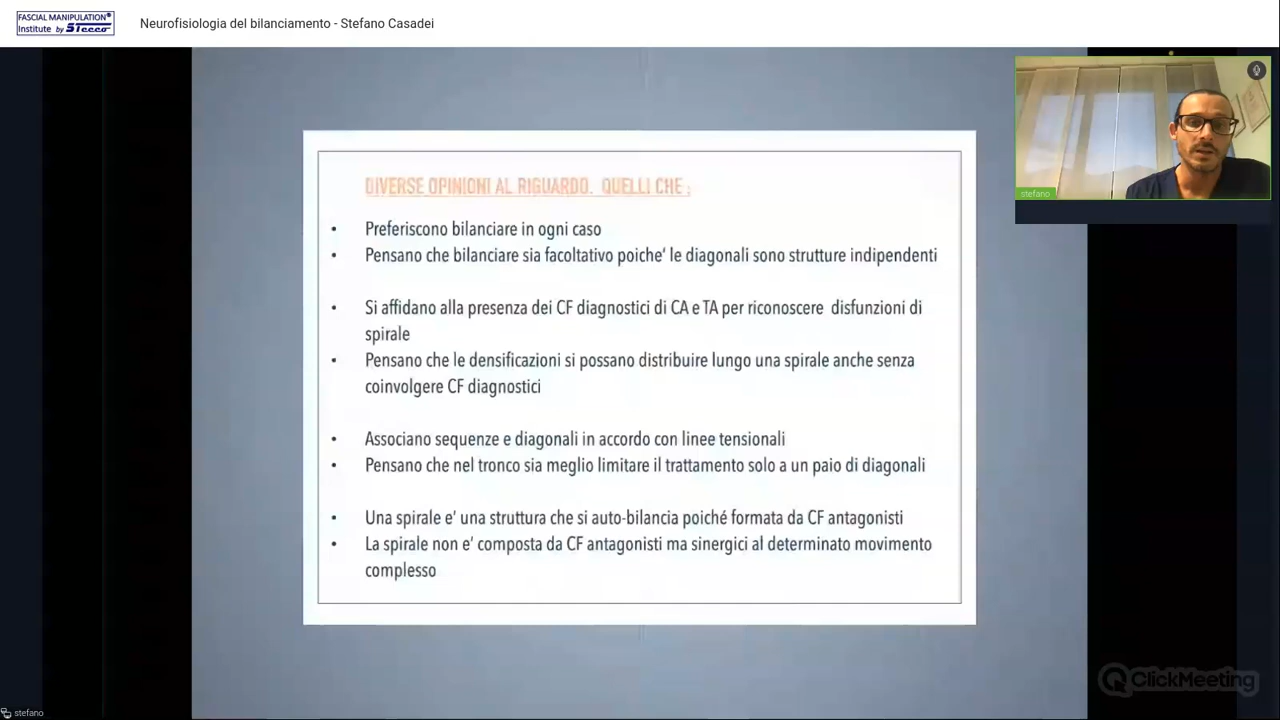 FASCIAL MANIPULATION®
Institute by Stecco
Neurofisiologia del bilanciamento - Stefano Casadei
stefano
DIVERSE OPINIONI AL RIGUARDO. QUELLI CHE :
• Preferiscono bilanciare in ogni caso
• Pensano che bilanciare sia facoltativo poiche' le diagonali sono strutture indipendenti
• Si affidano alla presenza dei CF diagnostici di CA e TA per riconoscere disfunzioni di
spirale
• Pensano che le densificazioni si possano distribuire lungo una spirale anche senza
coinvolgere CF diagnostici
• Associano sequenze e diagonali in accordo con linee tensionali
• Pensano che nel tronco sia meglio limitare il trattamento solo a un paio di diagonali
• Una spirale e' una struttura che si auto-bilancia poiché formata da CF antagonisti
• La spirale non e' composta da CF antagonisti ma sinergici al determinato movimento
complesso
ClickMeeting
stefano